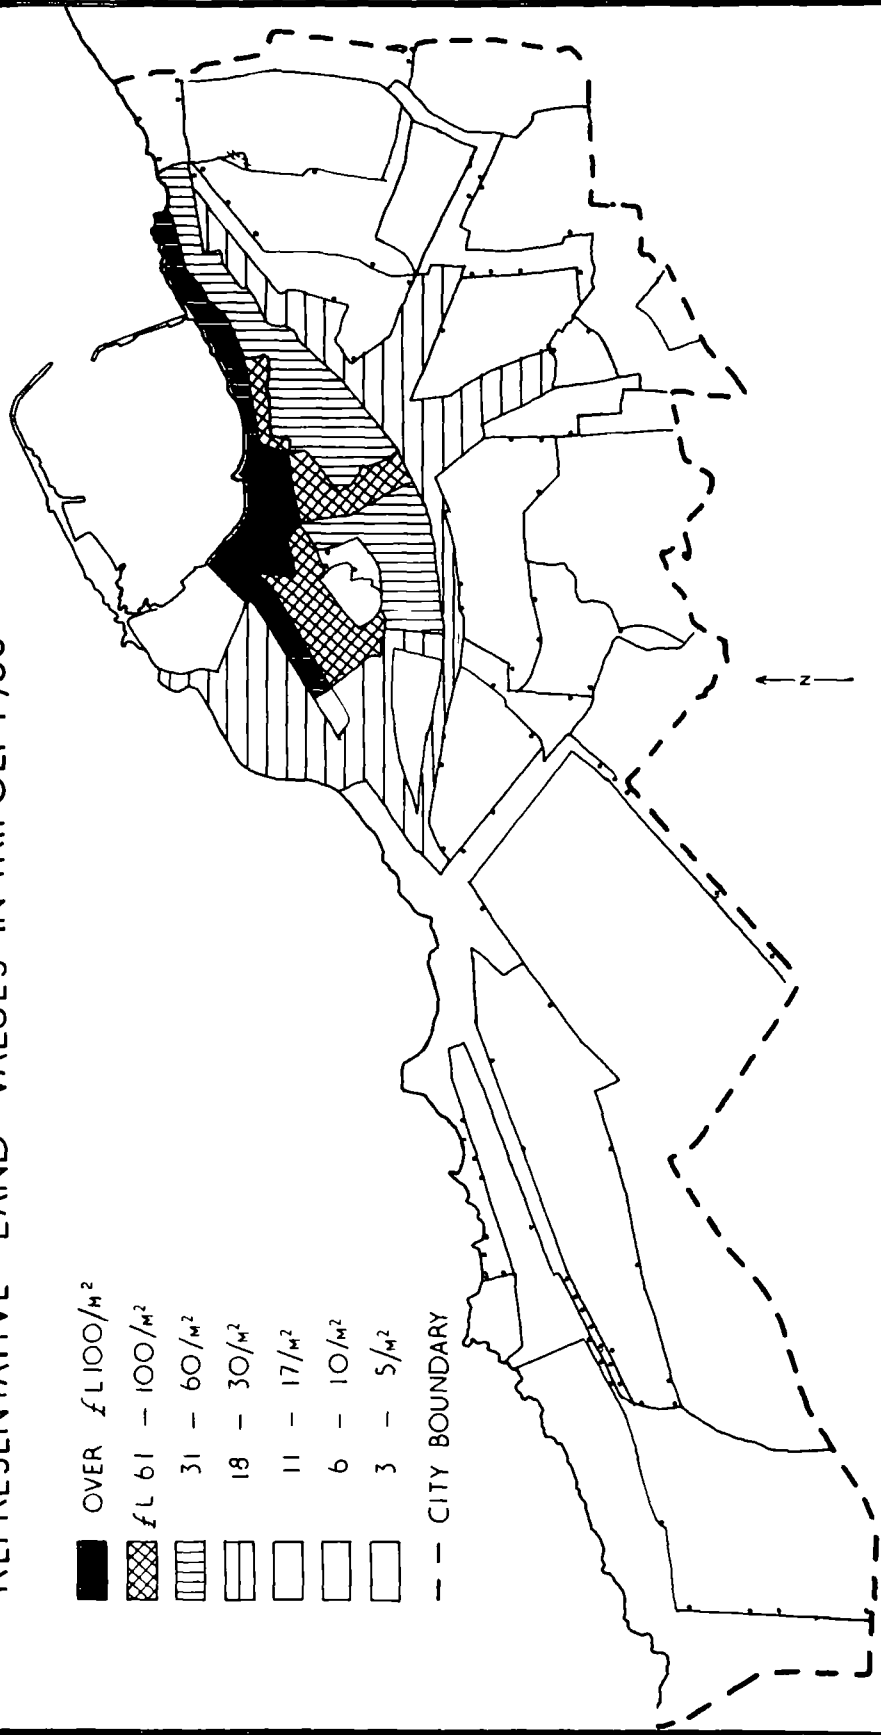 REPRESENTATIVE LAND VALUES IN TRIPOLI
OVER £L100/M²
£L 61 – 100/M²
31 – 60/M²
18 – 30/M²
11 – 17/M²
6 – 10/M²
3 – 5/M²
CITY BOUNDARY
N